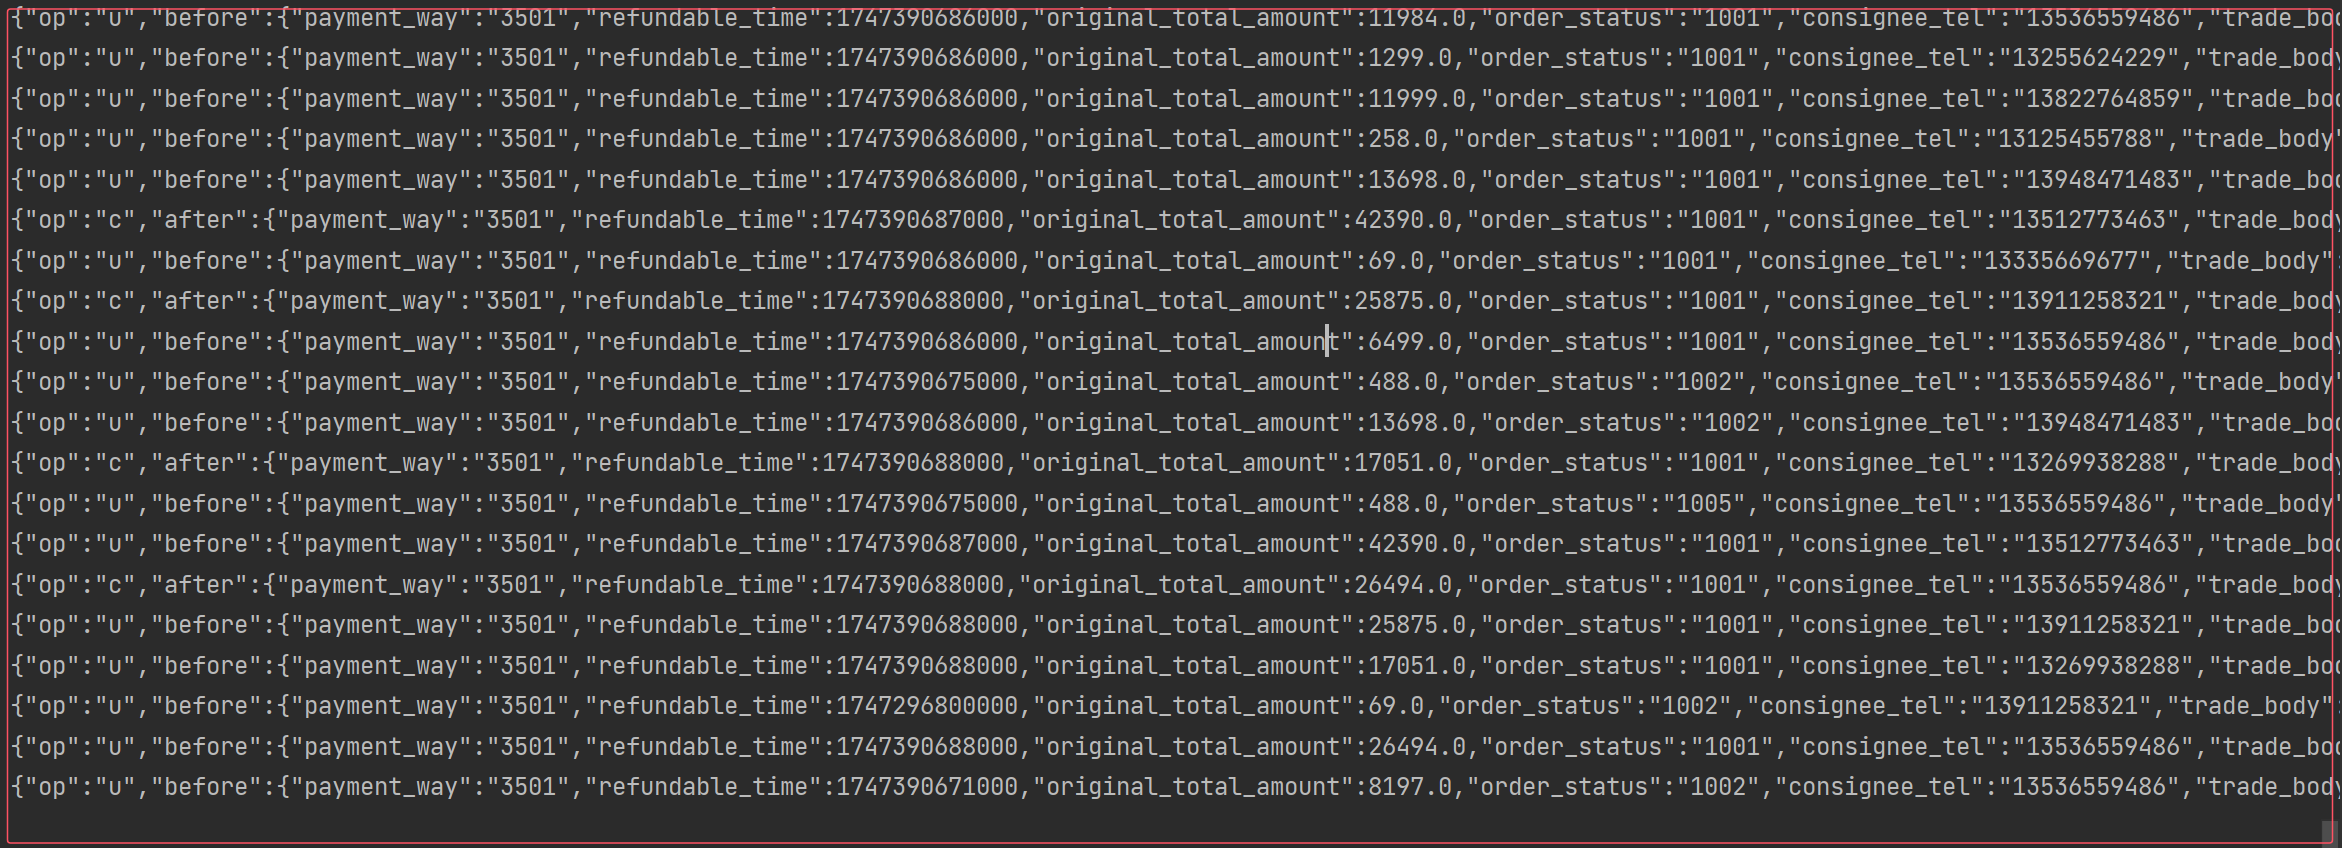 {"op":"u","before":{"payment_way":"3501","refundable_time":1747390686000,"original_total_amount":11984.0,"order_status":"1001","consignee_tel":"13536559486","trade_bod
{"op":"u","before":{"payment_way":"3501","refundable_time":1747390686000,"original_total_amount":1299.0,"order_status":"1001","consignee_tel":"13255624229","trade_body
{"op":"u","before":{"payment_way":"3501","refundable_time":1747390686000,"original_total_amount":11999.0,"order_status":"1001","consignee_tel":"13822764859","trade_bod
{"op":"u","before":{"payment_way":"3501","refundable_time":1747390686000,"original_total_amount":258.0,"order_status":"1001","consignee_tel":"13125455788","trade_body"
{"op":"u","before":{"payment_way":"3501","refundable_time":1747390686000,"original_total_amount":13698.0,"order_status":"1001","consignee_tel":"13948471483","trade_bod
{"op":"c","after":{"payment_way":"3501","refundable_time":1747390687000,"original_total_amount":42390.0,"order_status":"1001","consignee_tel":"13512773463","trade_body
{"op":"u","before":{"payment_way":"3501","refundable_time":1747390686000,"original_total_amount":69.0,"order_status":"1001","consignee_tel":"13335669677","trade_body":
{"op":"c","after":{"payment_way":"3501","refundable_time":1747390688000,"original_total_amount":25875.0,"order_status":"1001","consignee_tel":"13911258321","trade_body
{"op":"u","before":{"payment_way":"3501","refundable_time":1747390686000,"original_total_amount":6499.0,"order_status":"1001","consignee_tel":"13536559486","trade_body
{"op":"u","before":{"payment_way":"3501","refundable_time":1747390675000,"original_total_amount":488.0,"order_status":"1002","consignee_tel":"13536559486","trade_body"
{"op":"u","before":{"payment_way":"3501","refundable_time":1747390686000,"original_total_amount":13698.0,"order_status":"1002","consignee_tel":"13948471483","trade_bod
{"op":"c","after":{"payment_way":"3501","refundable_time":1747390688000,"original_total_amount":17051.0,"order_status":"1001","consignee_tel":"13269938288","trade_body
{"op":"u","before":{"payment_way":"3501","refundable_time":1747390675000,"original_total_amount":488.0,"order_status":"1005","consignee_tel":"13536559486","trade_body"
{"op":"u","before":{"payment_way":"3501","refundable_time":1747390687000,"original_total_amount":42390.0,"order_status":"1001","consignee_tel":"13512773463","trade_bod
{"op":"c","after":{"payment_way":"3501","refundable_time":1747390688000,"original_total_amount":26494.0,"order_status":"1001","consignee_tel":"13536559486","trade_body
{"op":"u","before":{"payment_way":"3501","refundable_time":1747390688000,"original_total_amount":25875.0,"order_status":"1001","consignee_tel":"13911258321","trade_bod
{"op":"u","before":{"payment_way":"3501","refundable_time":1747390688000,"original_total_amount":17051.0,"order_status":"1001","consignee_tel":"13269938288","trade_bod
{"op":"u","before":{"payment_way":"3501","refundable_time":1747296800000,"original_total_amount":69.0,"order_status":"1002","consignee_tel":"13911258321","trade_body":
{"op":"u","before":{"payment_way":"3501","refundable_time":1747390688000,"original_total_amount":26494.0,"order_status":"1001","consignee_tel":"13536559486","trade_bod
{"op":"u","before":{"payment_way":"3501","refundable_time":1747390671000,"original_total_amount":8197.0,"order_status":"1002","consignee_tel":"13536559486","trade_body